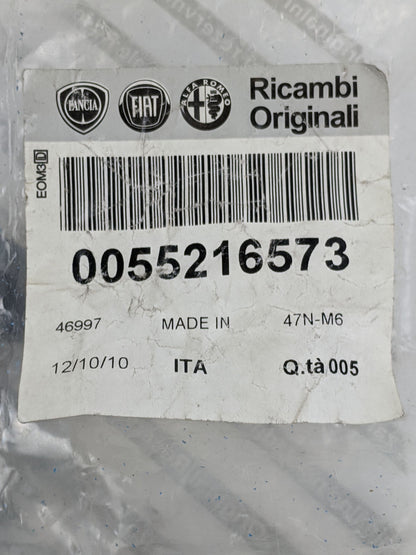 LANCIA FIAT ALFA ROMEO Ricambi
Originali
EOM3D
0055216573
46997 MADE IN 47N-M6
12/10/10 ITA Q.tà 005